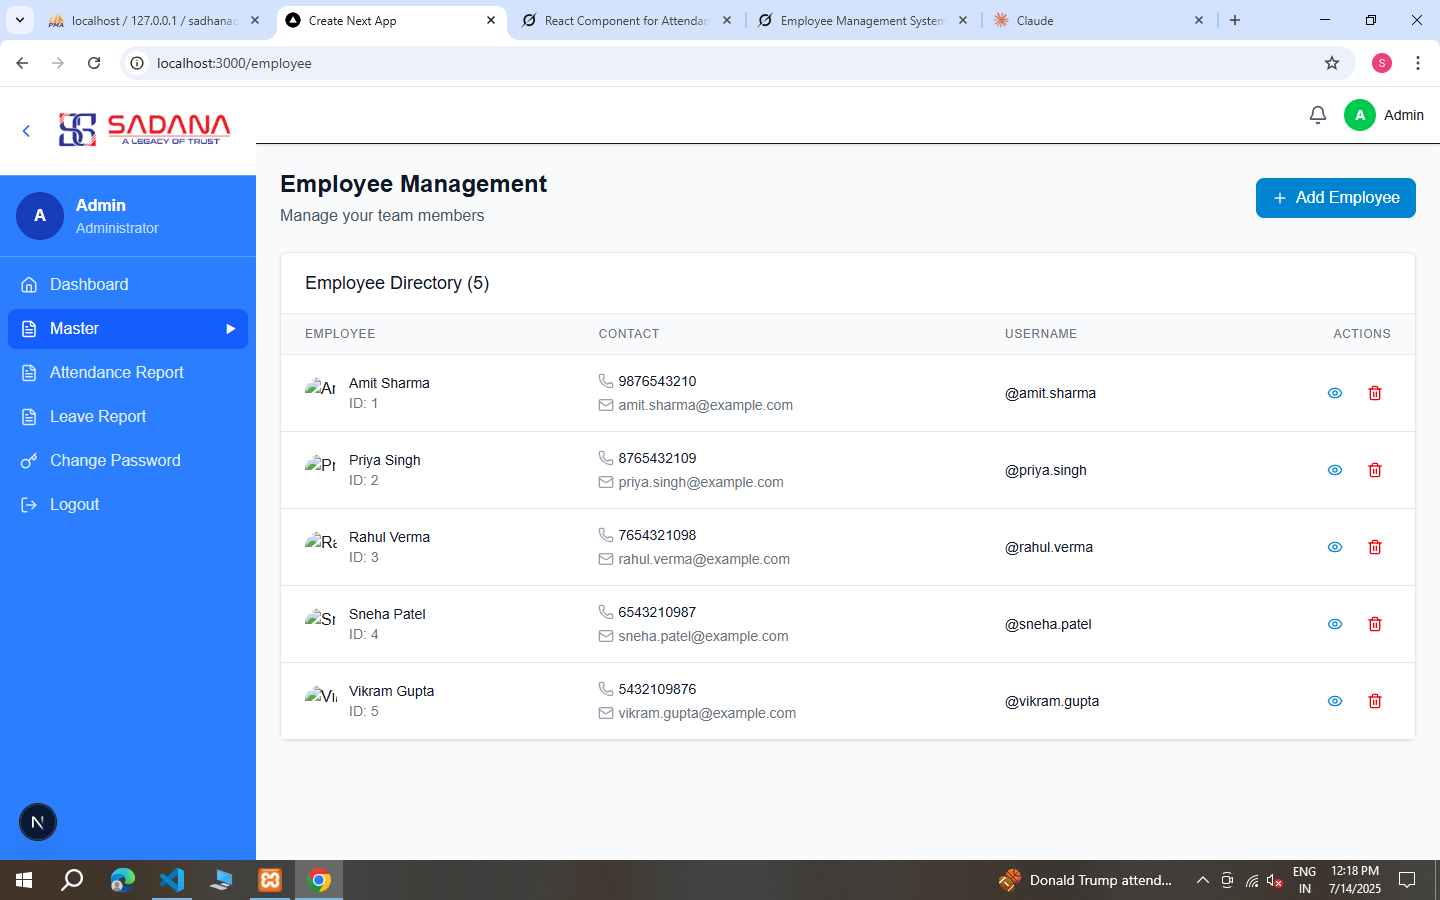 localhost / 127.0.0.1 / sadhanac
Create Next App
React Component for Attendan
Employee Management System
Claude
localhost:3000/employee
S
SADANA
A LEGACY OF TRUST
A
Admin
A
Admin
Administrator
Dashboard
Master
Attendance Report
Leave Report
Change Password
Logout
N
Employee Management
Manage your team members
+ Add Employee
Employee Directory (5)
EMPLOYEE CONTACT USERNAME ACTIONS
Ar
Amit Sharma
ID: 1
9876543210
amit.sharma@example.com
@amit.sharma
Pr
Priya Singh
ID: 2
8765432109
priya.singh@example.com
@priya.singh
Ra
Rahul Verma
ID: 3
7654321098
rahul.verma@example.com
@rahul.verma
Sr
Sneha Patel
ID: 4
6543210987
sneha.patel@example.com
@sneha.patel
Vi
Vikram Gupta
ID: 5
5432109876
vikram.gupta@example.com
@vikram.gupta
Donald Trump attend...
ENG
IN
12:18 PM
7/14/2025